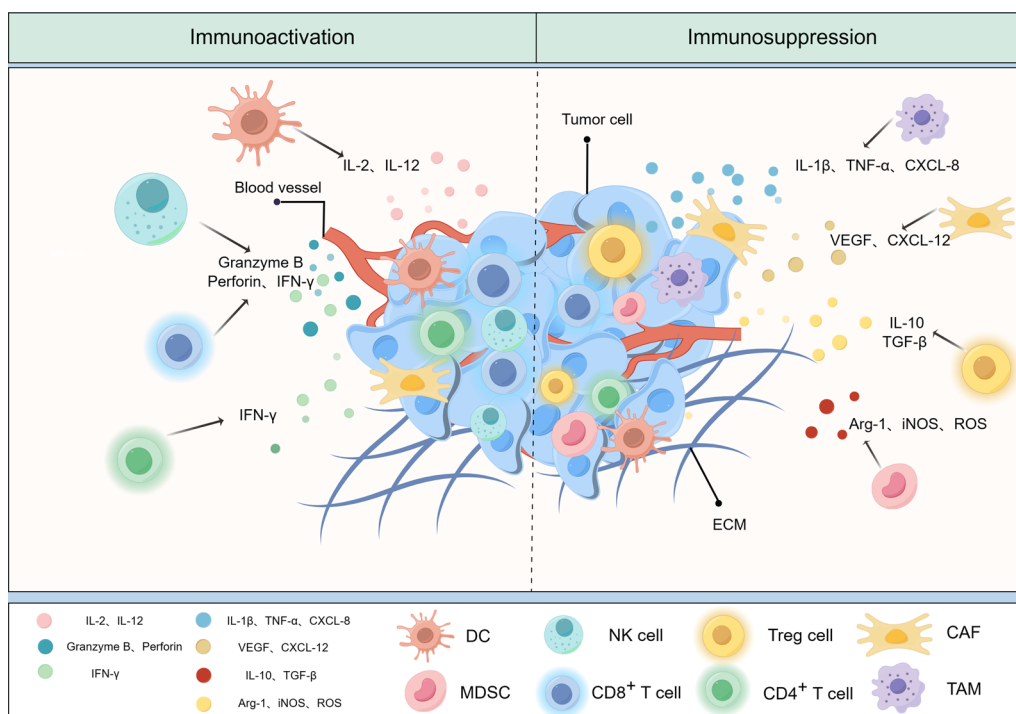 Immunoactivation
Immunosuppression
Tumor cell
IL-2、IL-12
IL-1β、TNF-α、CXCL-8
Blood vessel
VEGF、CXCL-12
Granzyme B
Perforin、IFN-γ
IL-10
TGF-β
IFN-γ
Arg-1、iNOS、ROS
ECM
IL-2、IL-12
IL-1β、TNF-α、CXCL-8
DC
NK cell
Treg cell
CAF
Granzyme B、Perforin
VEGF、CXCL-12
IFN-γ
IL-10、TGF-β
MDSC
CD8⁺ T cell
CD4⁺ T cell
TAM
Arg-1、iNOS、ROS